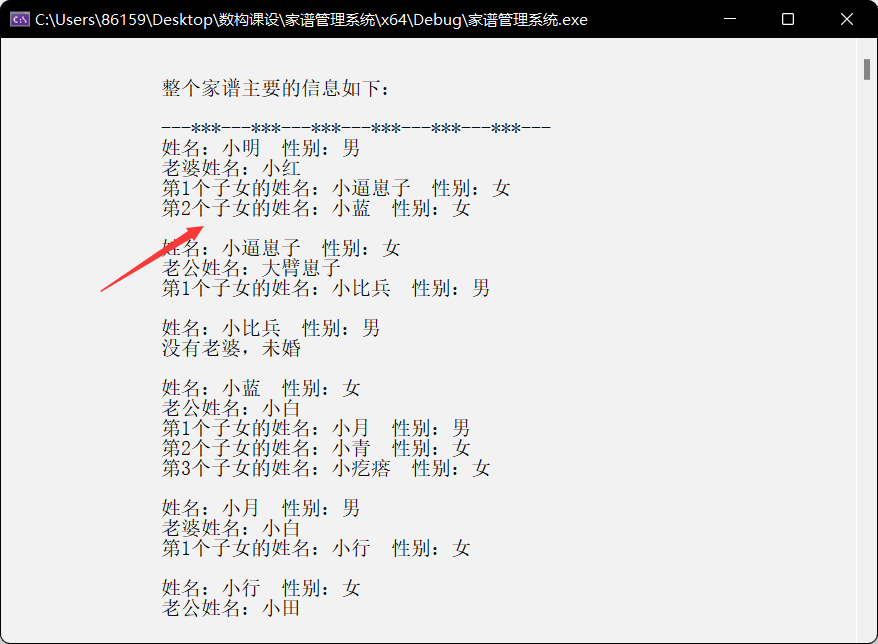 C:\Users\86159\Desktop\数构课设\家谱管理系统\x64\Debug\家谱管理系统.exe
整个家谱主要的信息如下：
---***---***---***---***---***---***---
姓名：小明  性别：男
老婆姓名：小红
第1个子女的姓名：小逼崽子  性别：女
第2个子女的姓名：小蓝  性别：女
姓名：小逼崽子  性别：女
老公姓名：大臂崽子
第1个子女的姓名：小比兵  性别：男
姓名：小比兵  性别：男
没有老婆，未婚
姓名：小蓝  性别：女
老公姓名：小白
第1个子女的姓名：小月  性别：男
第2个子女的姓名：小青  性别：女
第3个子女的姓名：小疙瘩  性别：女
姓名：小月  性别：男
老婆姓名：小白
第1个子女的姓名：小行  性别：女
姓名：小行  性别：女
老公姓名：小田